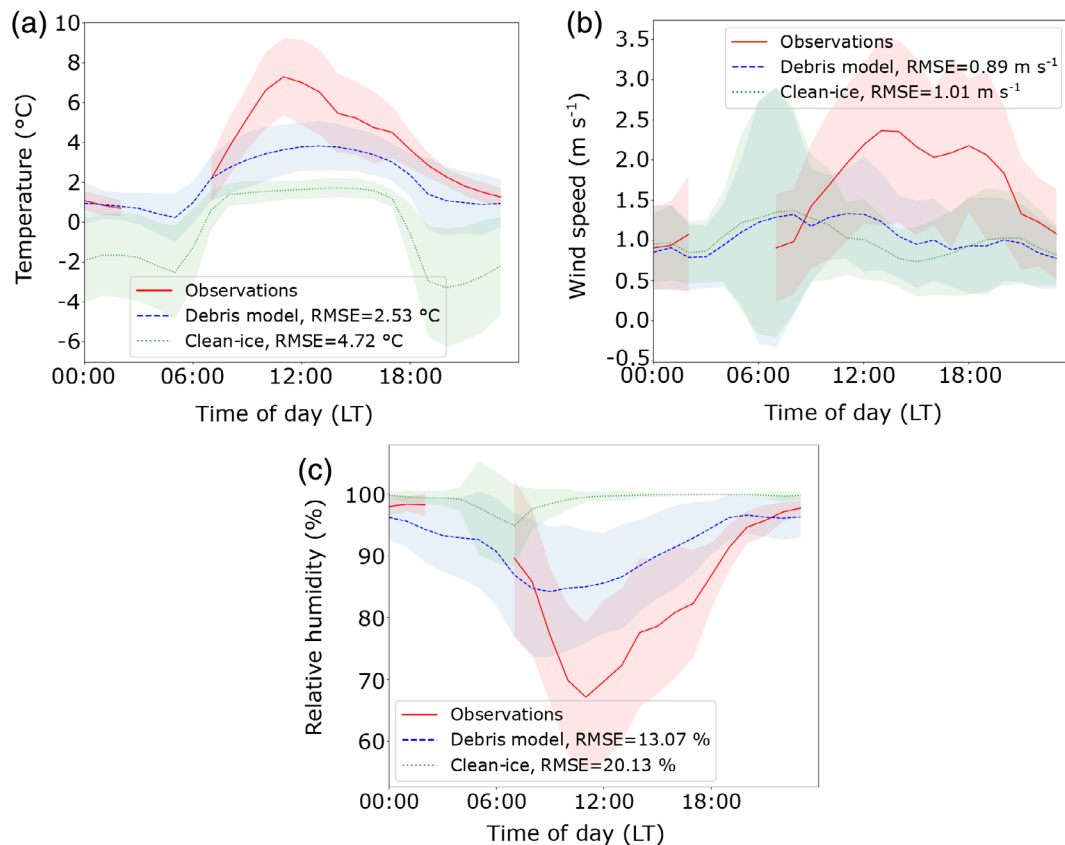 (a)
10
8
6
4
2
0
-2
-4
-6
Temperature (°C)
Observations
Debris model, RMSE=2.53 °C
Clean-ice, RMSE=4.72 °C
00:00 06:00 12:00 18:00
Time of day (LT)
(b)
3.5
3.0
2.5
2.0
1.5
1.0
0.5
0.0
-0.5
Wind speed (m s⁻¹)
Observations
Debris model, RMSE=0.89 m s⁻¹
Clean-ice, RMSE=1.01 m s⁻¹
00:00 06:00 12:00 18:00
Time of day (LT)
(c)
100
90
80
70
60
Relative humidity (%)
Observations
Debris model, RMSE=13.07 %
Clean-ice, RMSE=20.13 %
00:00 06:00 12:00 18:00
Time of day (LT)